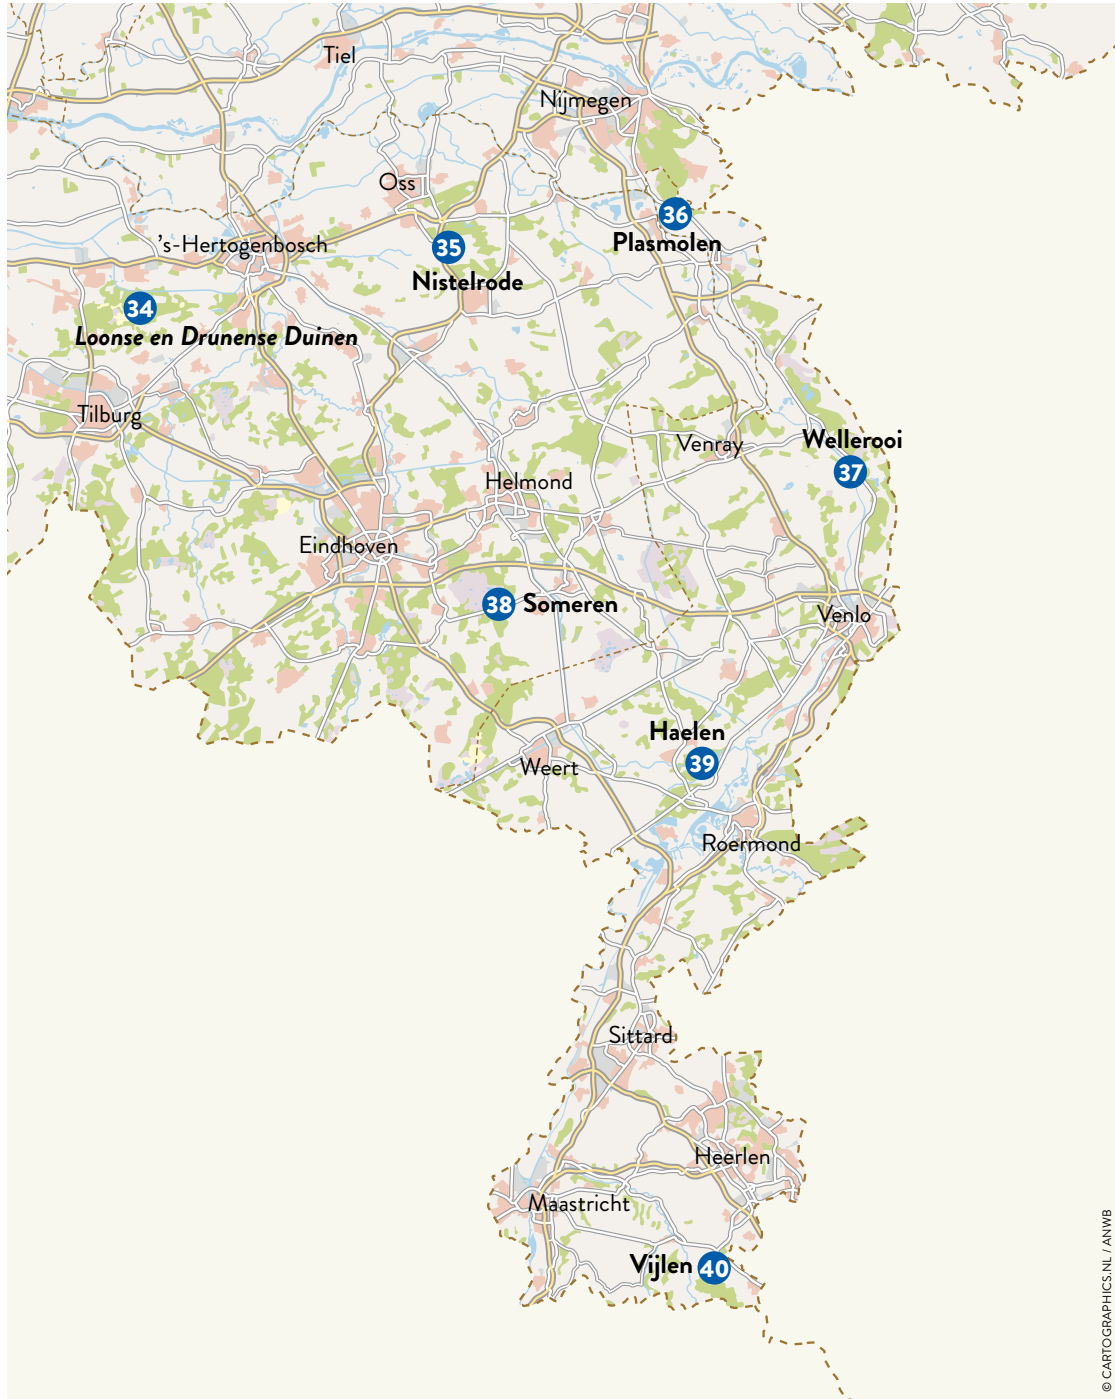 Tiel
Nijmegen
Oss
36
Plasmolen
's-Hertogenbosch
35
Nistelrode
34
Loonse en Drunense Duinen
Tilburg
Venray
Wellerooi
37
Helmond
Eindhoven
38 Someren
Venlo
Haelen
39
Weert
Roermond
Sittard
Heerlen
Maastricht
Vijlen 40
© CARTOGRAPHICS.NL / ANWB